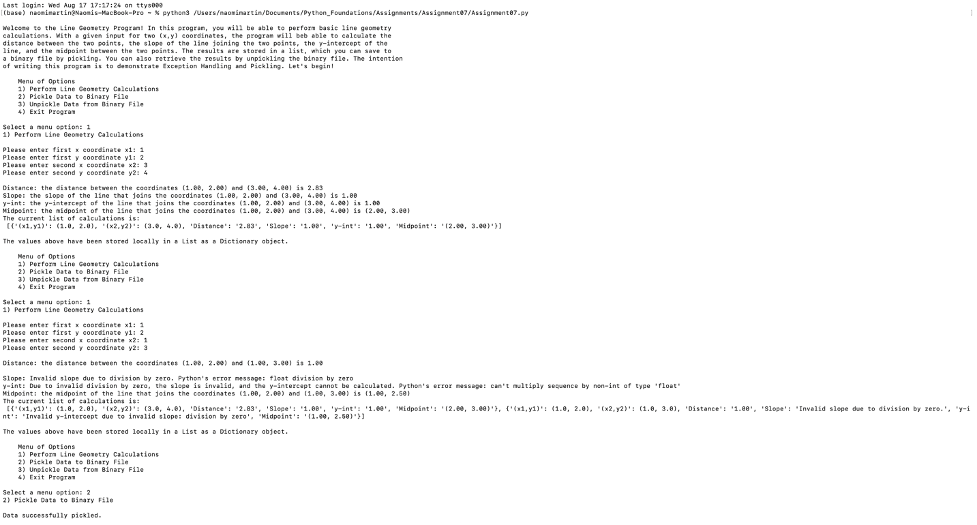 Last login: Wed Aug 17 17:17:24 on ttys000
(base) naomimartin@Naomis-MacBook-Pro ~ % python3 /Users/naomimartin/Documents/Python_Foundations/Assignments/Assignment07/Assignment07.py
Welcome to the Line Geometry Program! In this program, you will be able to perform basic line geometry
calculations. With a given input for two (x,y) coordinates, the program will beb able to calculate the
distance between the two points, the slope of the line joining the two points, the y-intercept of the
line, and the midpoint between the two points. The results are stored in a list, which you can save to
a binary file by pickling. You can also retrieve the results by unpickling the binary file. The intention
of writing this program is to demonstrate Exception Handling and Pickling. Let's begin!
Menu of Options
1) Perform Line Geometry Calculations
2) Pickle Data to Binary File
3) Unpickle Data from Binary File
4) Exit Program
Select a menu option: 1
1) Perform Line Geometry Calculations
Please enter first x coordinate x1: 1
Please enter first y coordinate y1: 2
Please enter second x coordinate x2: 3
Please enter second y coordinate y2: 4
Distance: the distance between the coordinates (1.00, 2.00) and (3.00, 4.00) is 2.83
Slope: the slope of the line that joins the coordinates (1.00, 2.00) and (3.00, 4.00) is 1.00
y-int: the y-intercept of the line that joins the coordinates (1.00, 2.00) and (3.00, 4.00) is 1.00
Midpoint: the midpoint of the line that joins the coordinates (1.00, 2.00) and (3.00, 4.00) is (2.00, 3.00)
The current list of calculations is:
[{'(x1,y1)': (1.0, 2.0), '(x2,y2)': (3.0, 4.0), 'Distance': '2.83', 'Slope': '1.00', 'y-int': '1.00', 'Midpoint': '(2.00, 3.00)'}]
The values above have been stored locally in a List as a Dictionary object.
Menu of Options
1) Perform Line Geometry Calculations
2) Pickle Data to Binary File
3) Unpickle Data from Binary File
4) Exit Program
Select a menu option: 1
1) Perform Line Geometry Calculations
Please enter first x coordinate x1: 1
Please enter first y coordinate y1: 2
Please enter second x coordinate x2: 1
Please enter second y coordinate y2: 3
Distance: the distance between the coordinates (1.00, 2.00) and (1.00, 3.00) is 1.00
Slope: Invalid slope due to division by zero. Python's error message: float division by zero
y-int: Due to invalid division by zero, the slope is invalid, and the y-intercept cannot be calculated. Python's error message: can't multiply sequence by non-int of type 'float'
Midpoint: the midpoint of the line that joins the coordinates (1.00, 2.00) and (1.00, 3.00) is (1.00, 2.50)
The current list of calculations is:
[{'(x1,y1)': (1.0, 2.0), '(x2,y2)': (3.0, 4.0), 'Distance': '2.83', 'Slope': '1.00', 'y-int': '1.00', 'Midpoint': '(2.00, 3.00)'}, {'(x1,y1)': (1.0, 2.0), '(x2,y2)': (1.0, 3.0), 'Distance': '1.00', 'Slope': 'Invalid slope due to division by zero.', 'y-i
nt': 'Invalid y-intercept due to invalid slope: division by zero', 'Midpoint': '(1.00, 2.50)'}]
The values above have been stored locally in a List as a Dictionary object.
Menu of Options
1) Perform Line Geometry Calculations
2) Pickle Data to Binary File
3) Unpickle Data from Binary File
4) Exit Program
Select a menu option: 2
2) Pickle Data to Binary File
Data successfully pickled.